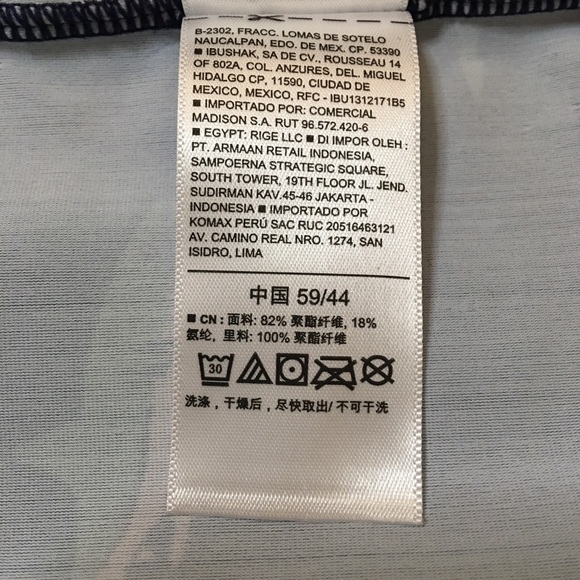 B-2302, FRACC. LOMAS DE SOTELO
NAUCALPAN, EDO. DE MEX. CP. 53390
■ IBUSHAK, SA DE CV., ROUSSEAU 14
OF 802A, COL. ANZURES, DEL. MIGUEL
HIDALGO CP, 11590, CIUDAD DE
MEXICO, MEXICO, RFC - IBU1312171B5
■ IMPORTADO POR: COMERCIAL
MADISON S.A. RUT 96.572.420-6
■ EGYPT: RIGE LLC ■ DI IMPOR OLEH :
PT. ARMAAN RETAIL INDONESIA,
SAMPOERNA STRATEGIC SQUARE,
SOUTH TOWER, 19TH FLOOR JL. JEND.
SUDIRMAN KAV.45-46 JAKARTA -
INDONESIA ■ IMPORTADO POR
KOMAX PERÚ SAC RUC 20516463121
AV. CAMINO REAL NRO. 1274, SAN
ISIDRO, LIMA
中国 59/44
■ CN : 面料: 82% 聚酯纤维, 18%
氨纶, 里料: 100% 聚酯纤维
30
洗涤，干燥后，尽快取出/ 不可干洗